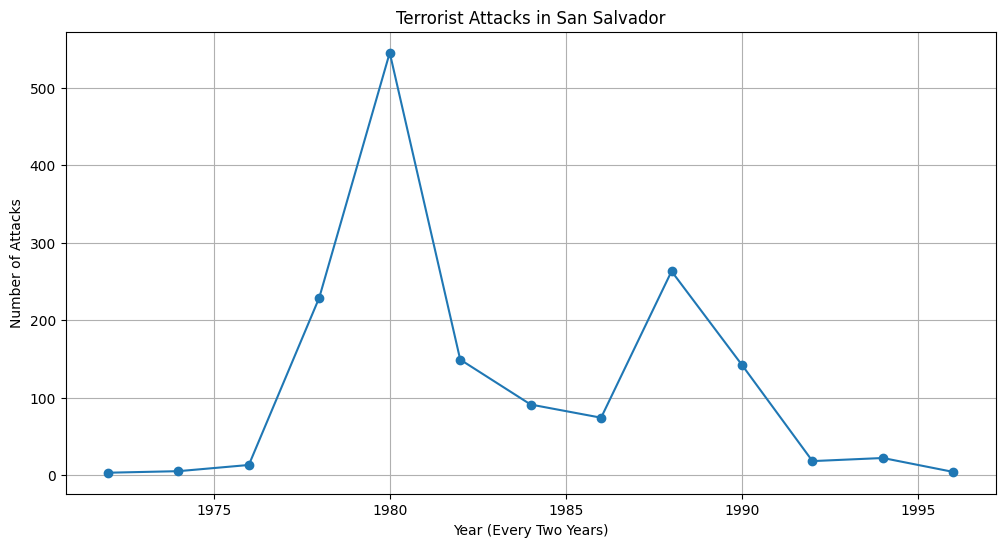 Terrorist Attacks in San Salvador
Number of Attacks
500
400
300
200
100
0
1975 1980 1985 1990 1995
Year (Every Two Years)